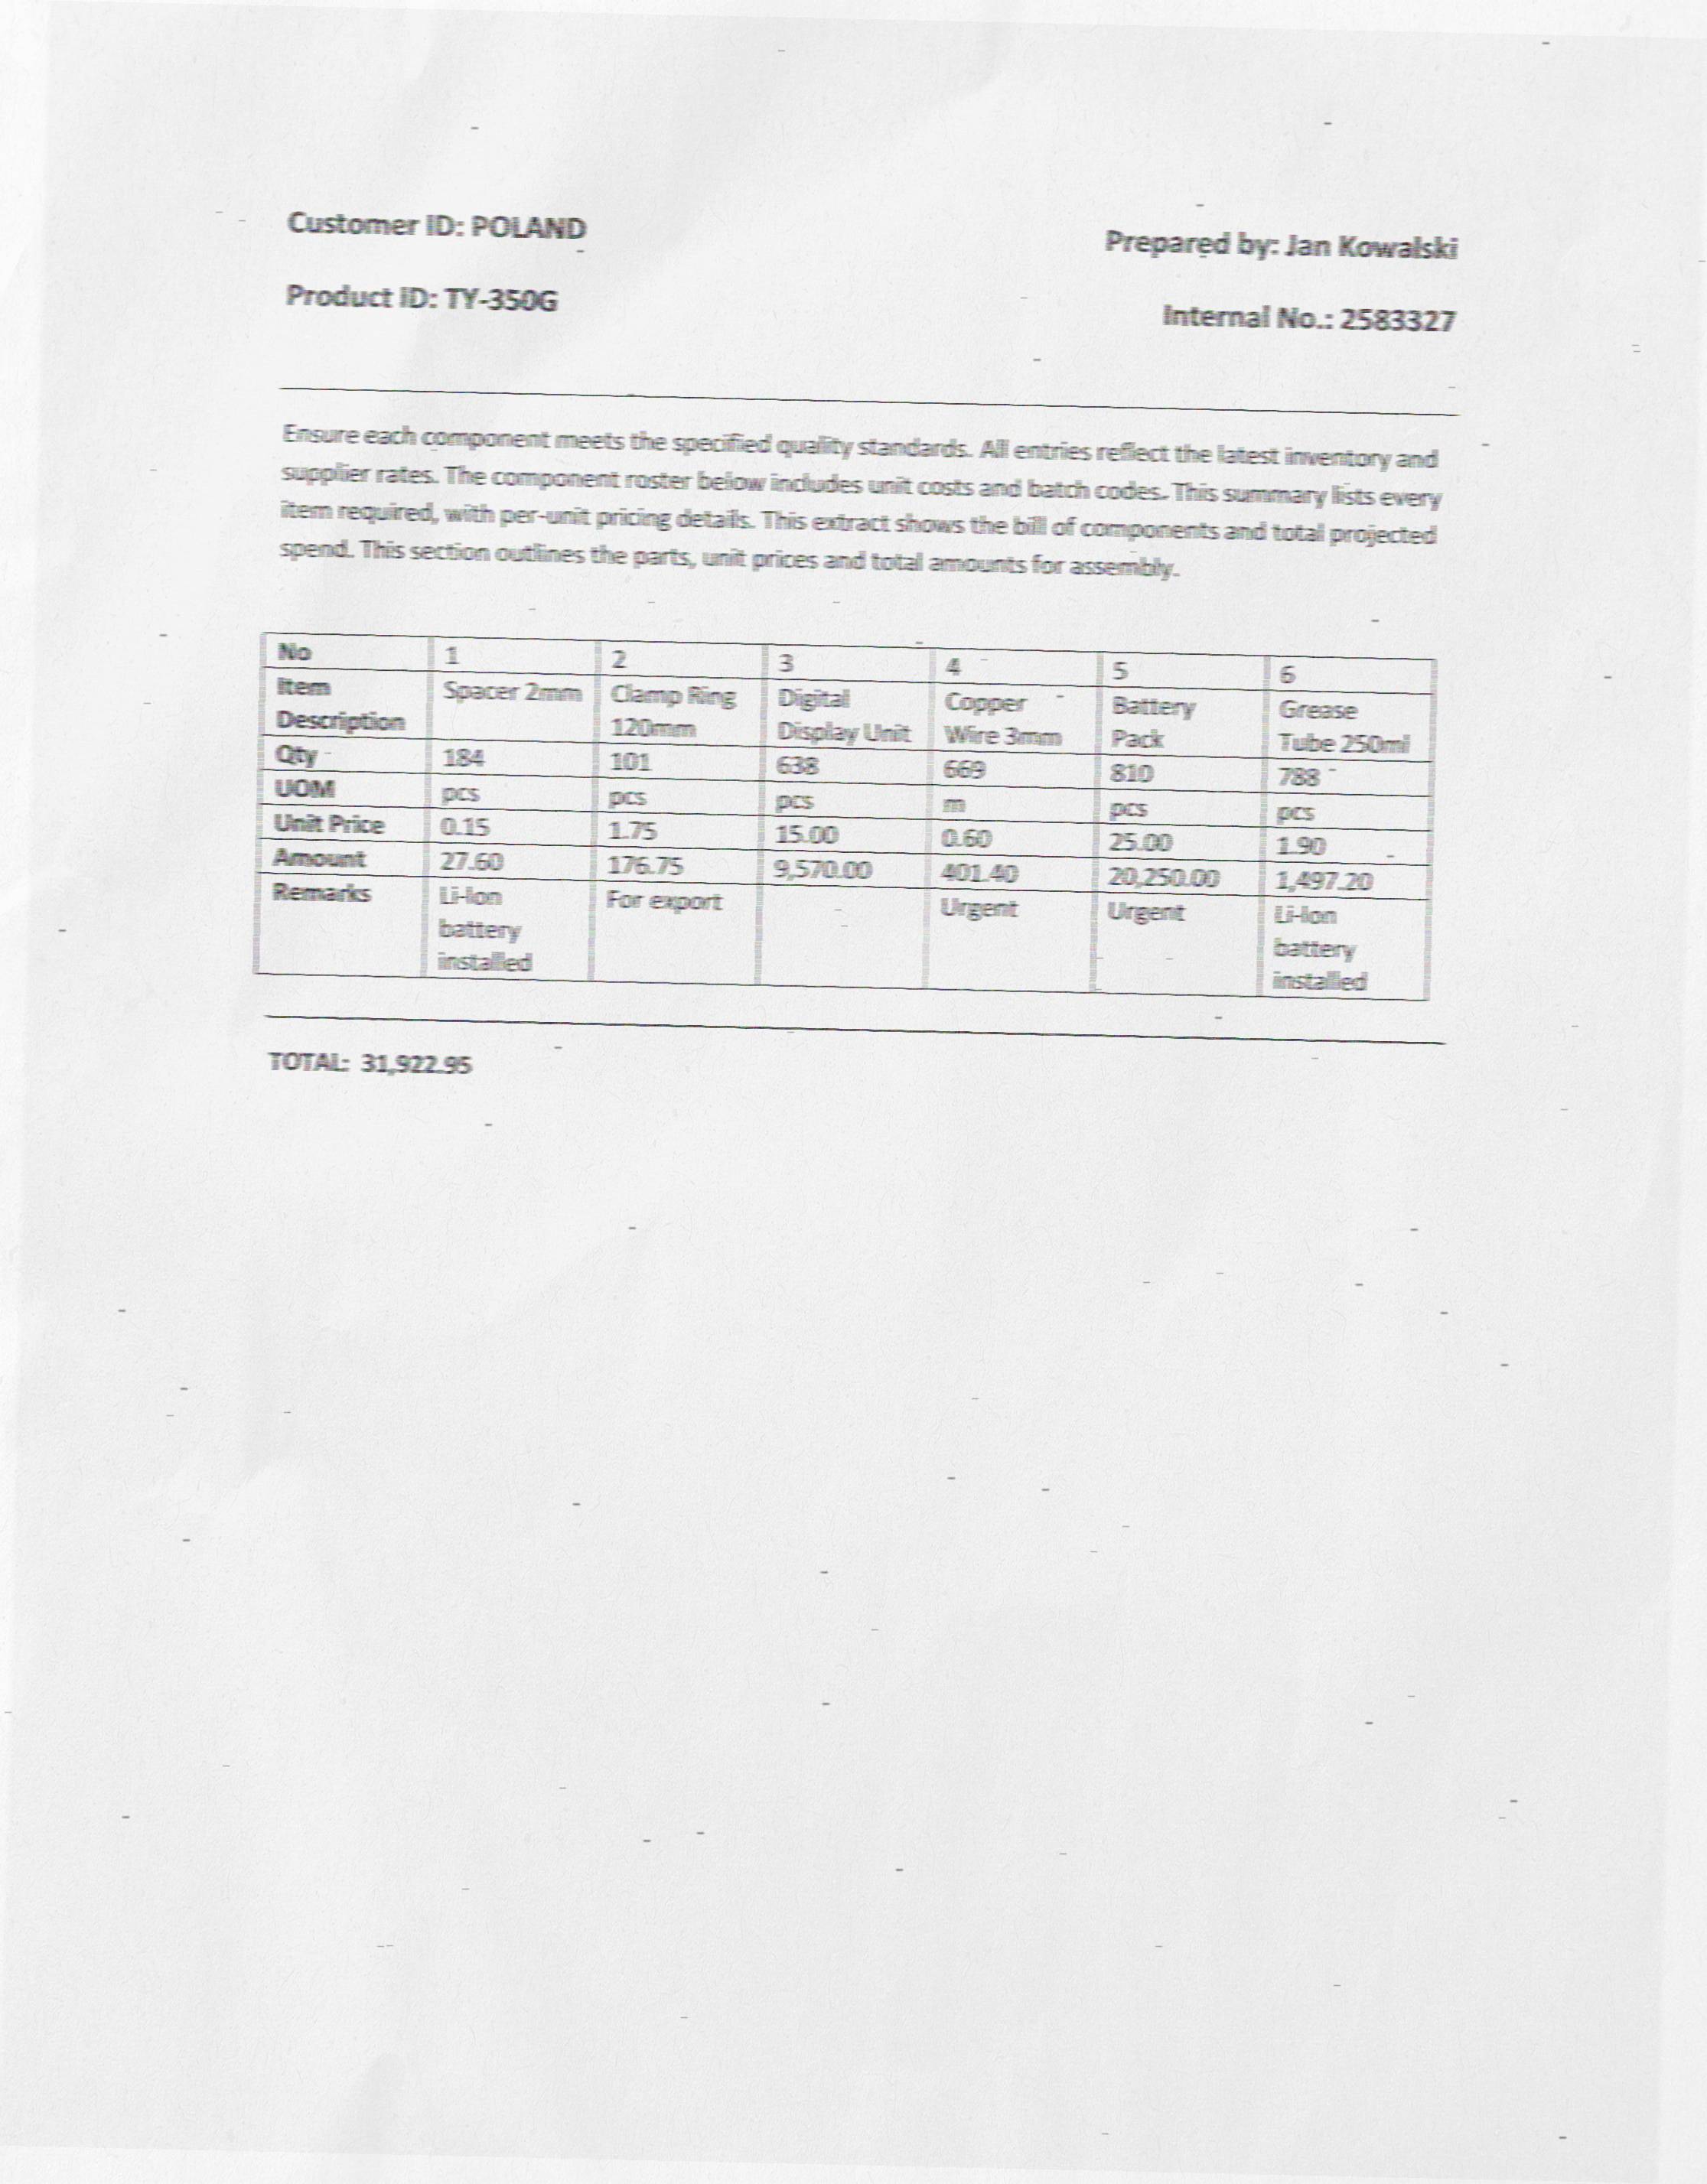 Customer ID: POLAND
Prepared by: Jan Kowalski
Product ID: TY-350G
Internal No.: 2583327
Ensure each component meets the specified quality standards. All entries reflect the latest inventory and
supplier rates. The component roster below includes unit costs and batch codes. This summary lists every
item required, with per-unit pricing details. This extract shows the bill of components and total projected
spend. This section outlines the parts, unit prices and total amounts for assembly.
No 1 2 3 4 5 6
Item Spacer 2mm Clamp Ring Digital Copper Battery Grease
Description 120mm Display Unit Wire 3mm Pack Tube 250ml
Qty 184 101 638 669 810 788
UOM pcs pcs pcs m pcs pcs
Unit Price 0.15 1.75 15.00 0.60 25.00 1.90
Amount 27.60 176.75 9,570.00 401.40 20,250.00 1,497.20
Remarks Li-Ion For export Urgent Urgent Li-Ion
battery battery
installed installed
TOTAL: 31,922.95